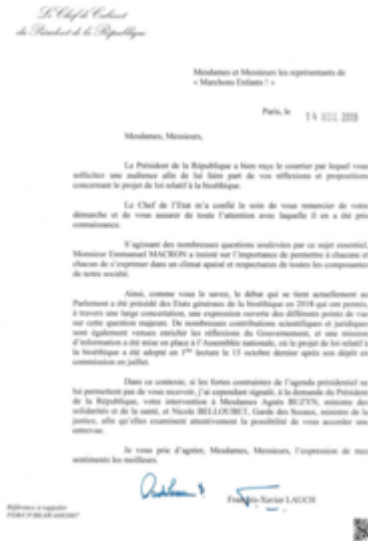 Le Chef de Cabinet
du Président de la République
Mesdames et Messieurs les représentants de
« Marchons Enfants ! »
Paris, le 14 NOV. 2019
Mesdames, Messieurs,
Le Président de la République a bien reçu le courrier par lequel vous
sollicitez une audience afin de lui faire part de vos réflexions et propositions
concernant le projet de loi relatif à la bioéthique.
Le Chef de l'Etat m'a confié le soin de vous remercier de votre
démarche et de vous assurer de toute l'attention avec laquelle il en a été pris
connaissance.
S'agissant des nombreuses questions soulevées par ce sujet essentiel,
Monsieur Emmanuel MACRON a insisté sur l'importance de permettre à chacune et
chacun de s'exprimer dans un climat apaisé et respectueux de toutes les composantes
de notre société.
Ainsi, comme vous le savez, le débat qui se tient actuellement au
Parlement a été précédé des Etats généraux de la bioéthique en 2018 qui ont permis,
à travers une large concertation, une expression ouverte des différents points de vue
sur cette question majeure. De nombreuses contributions scientifiques et juridiques
sont également venues enrichir les réflexions du Gouvernement, et une mission
d'information a été mise en place à l'Assemblée nationale, où le projet de loi relatif à
la bioéthique a été adopté en 1ère lecture le 15 octobre dernier après son dépôt en
commission en juillet.
Dans ce contexte, si les fortes contraintes de l'agenda présidentiel ne
lui permettent pas de vous recevoir, j'ai cependant signalé, à la demande du Président
de la République, votre intervention à Mesdames Agnès BUZYN, ministre des
solidarités et de la santé, et Nicole BELLOUBET, Garde des Sceaux, ministre de la
justice, afin qu'elles examinent attentivement la possibilité de vous accorder une
entrevue.
Je vous prie d'agréer, Mesdames, Messieurs, l'expression de mes
sentiments les meilleurs.
François-Xavier LAUCH
Référence à rappeler